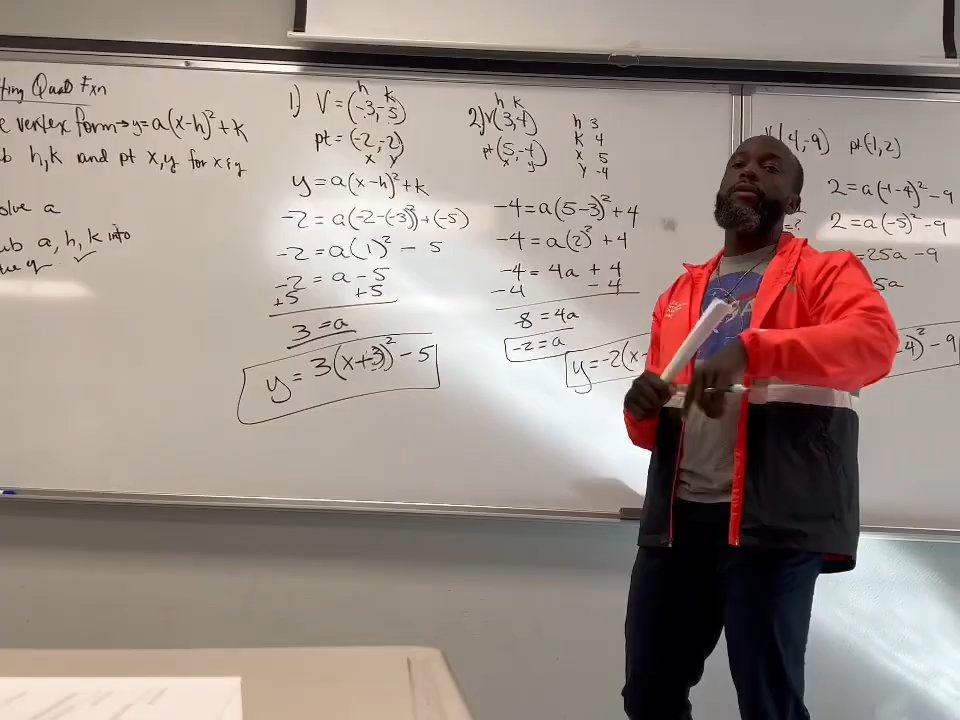 ting Quad Fxn
e vertex form→y=a(x-h)²+k
b h,k and pt x,y for x & y
olve a
ub a, h, k into
✓
h k
1) V=(-3,-5)
pt=(-2,-2)
x y
y=a(x-h)²+k
-2=a(-2-(-3))²+(-5)
-2=a(1)²-5
-2=a-5
+5 +5
3=a
y=3(x+3)²-5
h k
2) V(3,4)
pt(5,-4)
x y
h 3
k 4
x 5
y -4
-4=a(5-3)²+4
-4=a(2)²+4
-4=4a+4
-4 -4
-8=4a
-2=a
y=-2(x-
V(4,-9) pt(-1,2)
=?
2=a(-1-4)²-9
2=a(-5)²-9
=25a-9
5a
-4)²-9